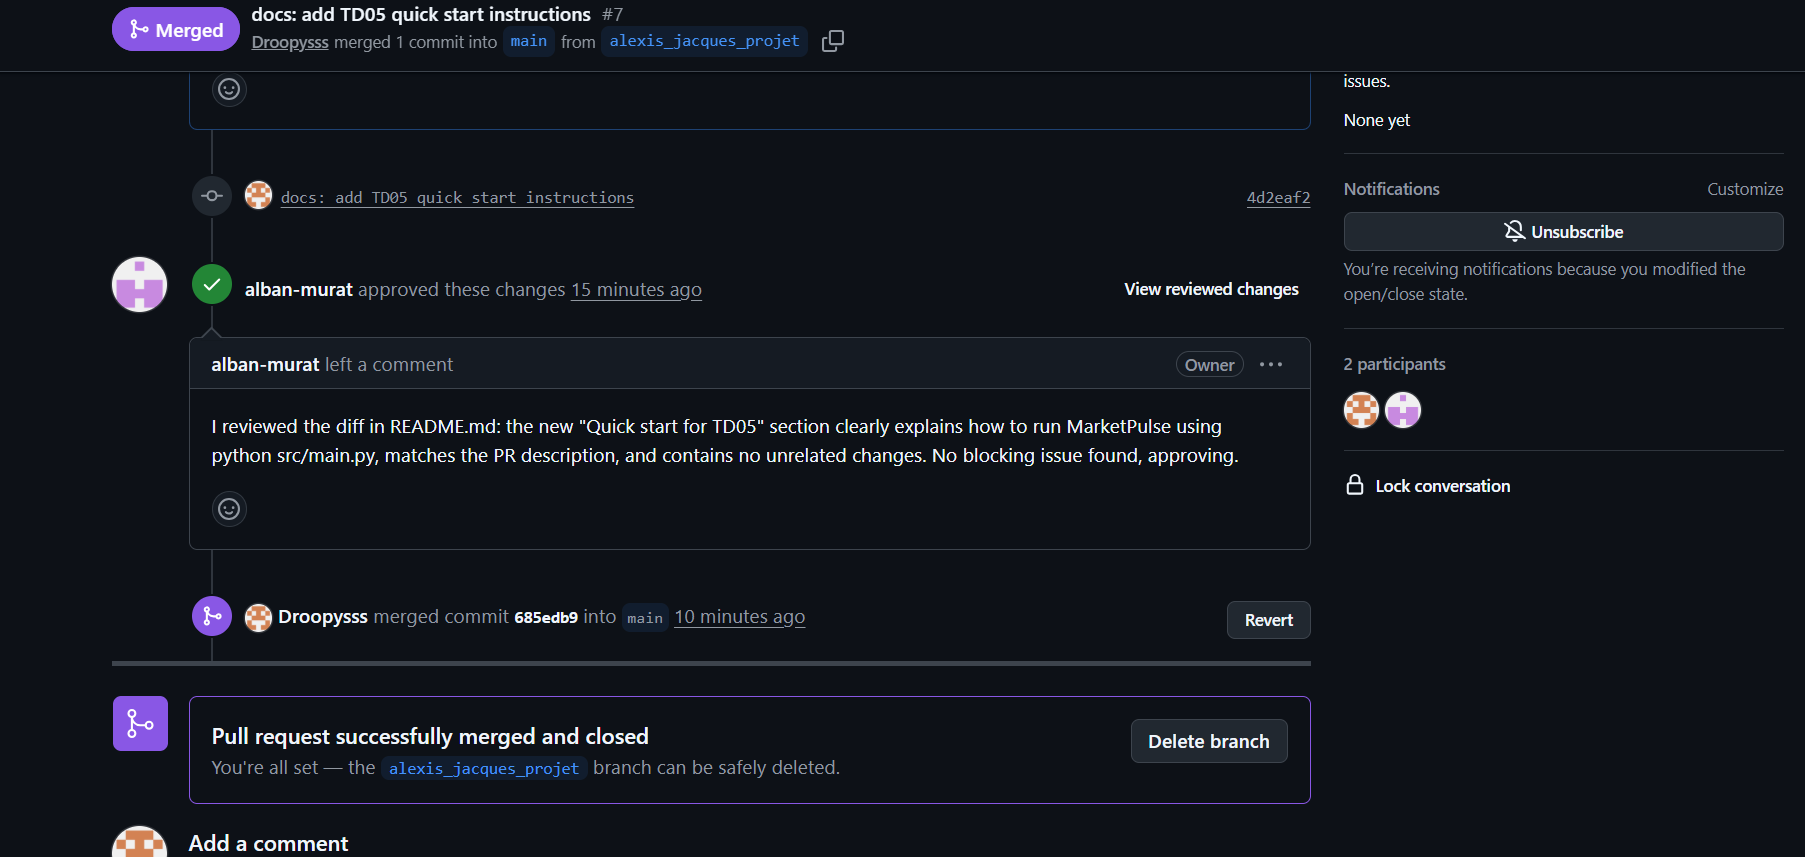 Merged
docs: add TD05 quick start instructions #7
Droopysss merged 1 commit into main from alexis_jacques_projet
issues.
None yet
docs: add TD05 quick start instructions 4d2eaf2
Notifications Customize
Unsubscribe
You're receiving notifications because you modified the
open/close state.
alban-murat approved these changes 15 minutes ago View reviewed changes
2 participants
alban-murat left a comment Owner
I reviewed the diff in README.md: the new "Quick start for TD05" section clearly explains how to run MarketPulse using
python src/main.py, matches the PR description, and contains no unrelated changes. No blocking issue found, approving.
Lock conversation
Droopysss merged commit 685edb9 into main 10 minutes ago Revert
Pull request successfully merged and closed
You're all set — the alexis_jacques_projet branch can be safely deleted.
Delete branch
Add a comment